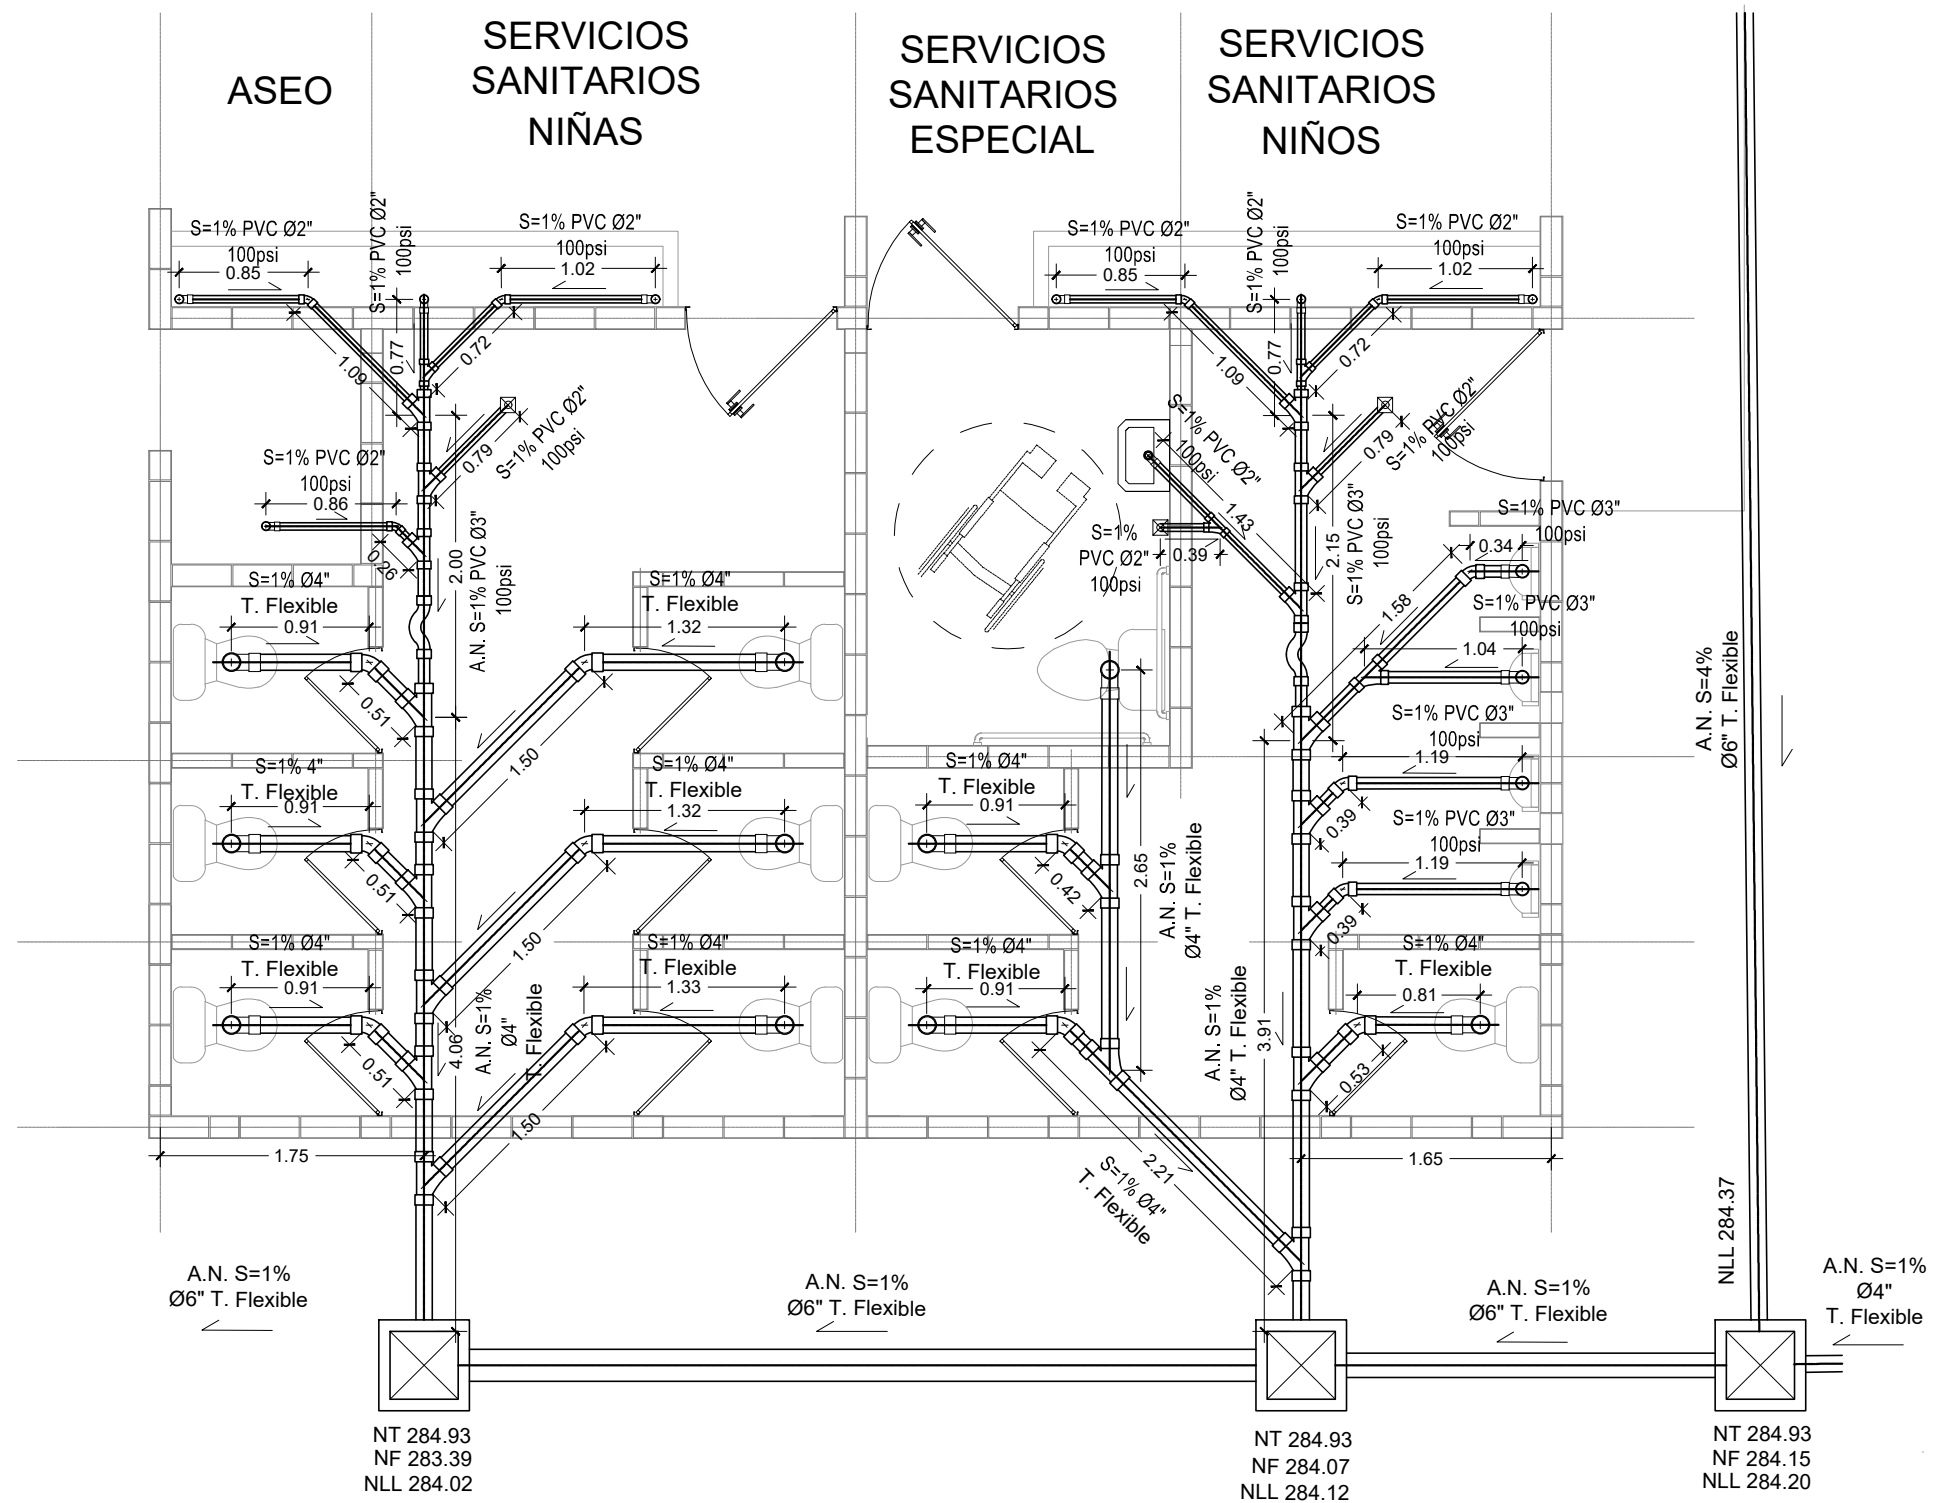 ASEO
SERVICIOS
SANITARIOS
NIÑAS
SERVICIOS
SANITARIOS
ESPECIAL
SERVICIOS
SANITARIOS
NIÑOS
S=1% PVC Ø2"
100psi
0.85
S=1% PVC Ø2"
100psi
S=1% PVC Ø2"
100psi
1.02
S=1% PVC Ø2"
100psi
0.85
S=1% PVC Ø2"
100psi
S=1% PVC Ø2"
100psi
1.02
1.09
0.77
0.72
1.09
0.77
0.72
0.79
S=1% PVC Ø2"
100psi
S=1% PVC Ø2"
100psi
0.86
0.26
2.00
A.N. S=1% PVC Ø3"
100psi
S=1% PVC Ø2"
100psi
1.43
S=1%
PVC Ø2"
100psi
0.39
0.79
S=1% PVC Ø2"
100psi
2.15
S=1% PVC Ø3"
100psi
S=1% PVC Ø3"
100psi
0.34
1.58
S=1% PVC Ø3"
100psi
1.04
S=1% PVC Ø3"
100psi
1.19
0.39
S=1% PVC Ø3"
100psi
1.19
0.39
S=1% Ø4"
T. Flexible
0.91
0.51
S=1% Ø4"
T. Flexible
1.32
1.50
S=1% 4"
T. Flexible
0.91
0.51
S=1% Ø4"
T. Flexible
1.32
1.50
S=1% Ø4"
T. Flexible
0.91
0.51
S=1% Ø4"
T. Flexible
1.33
1.50
4.06
A.N. S=1%
Ø4"
T. Flexible
S=1% Ø4"
T. Flexible
0.91
0.42
2.65
A.N. S=1%
Ø4" T. Flexible
S=1% Ø4"
T. Flexible
0.91
2.21
S=1% Ø4"
T. Flexible
A.N. S=1%
Ø4" T. Flexible
3.91
S=1% Ø4"
T. Flexible
0.81
0.53
A.N. S=4%
Ø6" T. Flexible
1.75
1.65
NLL 284.37
A.N. S=1%
Ø6" T. Flexible
A.N. S=1%
Ø6" T. Flexible
A.N. S=1%
Ø6" T. Flexible
A.N. S=1%
Ø4"
T. Flexible
NT 284.93
NF 283.39
NLL 284.02
NT 284.93
NF 284.07
NLL 284.12
NT 284.93
NF 284.15
NLL 284.20